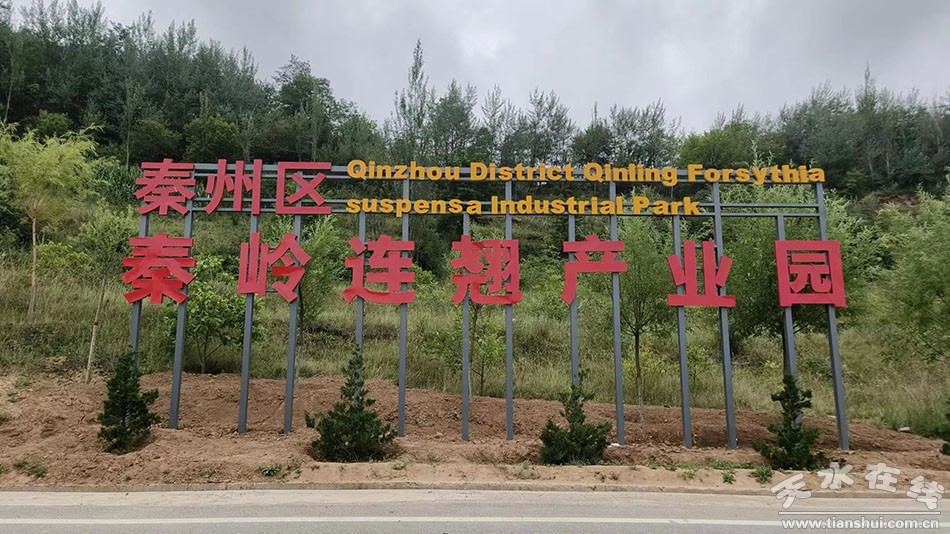 秦州区
Qinzhou District Qinling Forsythia
suspensa Industrial Park
秦岭连翘产业园
天水在线
www.tianshui.com.cn